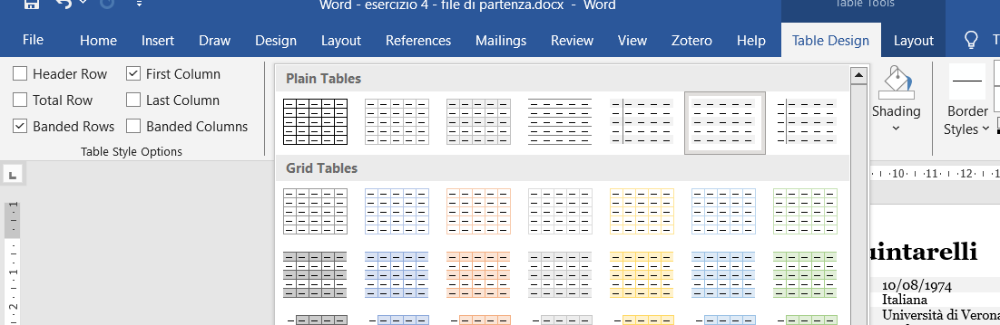 Word - esercizio 4 - file di partenza.docx - Word
Table Tools
File Home Insert Draw Design Layout References Mailings Review View Zotero Help Table Design Layout
Header Row First Column
Total Row Last Column
Banded Rows Banded Columns
Table Style Options
Plain Tables
Grid Tables
Shading
Border
Styles
1
1
2
10 11 12
uintarelli
10/08/1974
Italiana
Università di Verona